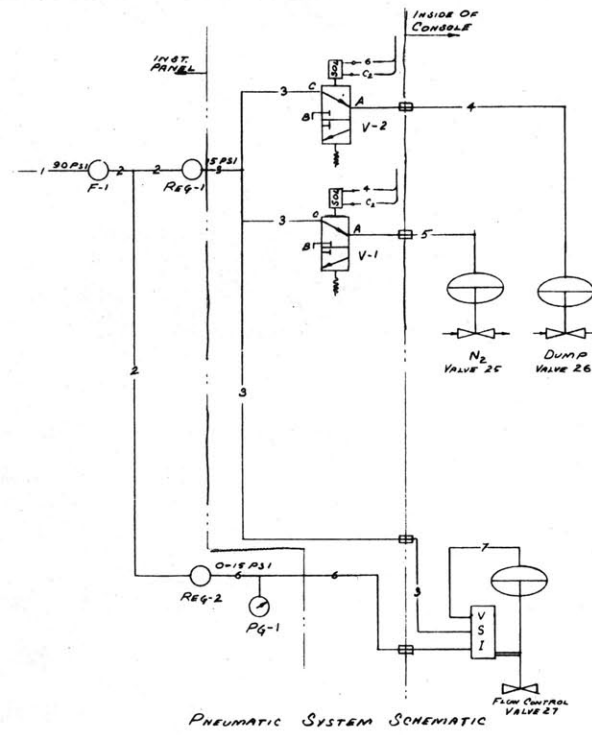 INSIDE OF
CONSOLE
INST.
PANEL
SOL
6
C2
3
C
A
B
V-2
4
1
90 PSI
F-1
2
2
REG-1
15 PSI
3
SOL
4
C2
3
A
B
V-1
5
N2
VALVE 25
DUMP
VALVE 26
2
3
0-15 PSI
REG-2
6
6
PG-1
3
7
V
S
I
FLOW CONTROL
VALVE 27
PNEUMATIC SYSTEM SCHEMATIC